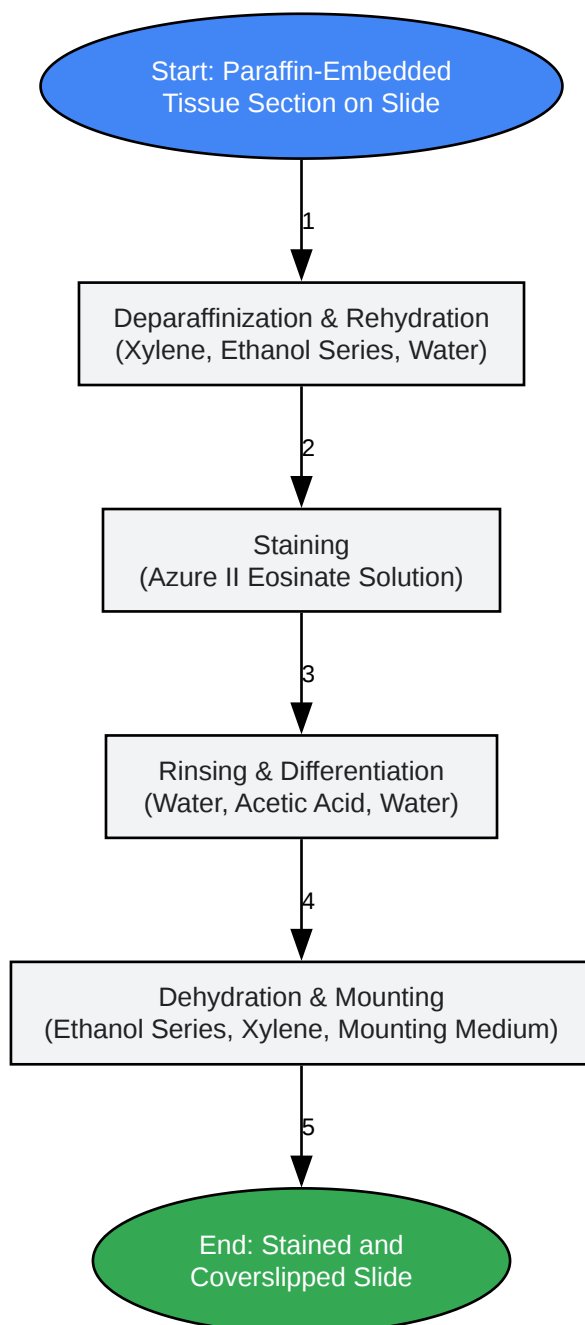 Start: Paraffin-Embedded
Tissue Section on Slide
1
Deparaffinization & Rehydration
(Xylene, Ethanol Series, Water)
2
Staining
(Azure II Eosinate Solution)
3
Rinsing & Differentiation
(Water, Acetic Acid, Water)
4
Dehydration & Mounting
(Ethanol Series, Xylene, Mounting Medium)
5
End: Stained and
Coverslipped Slide